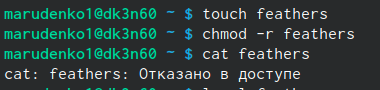 marudenko1@dk3n60 ~ $ touch feathers
marudenko1@dk3n60 ~ $ chmod -r feathers
marudenko1@dk3n60 ~ $ cat feathers
cat: feathers: Отказано в доступе